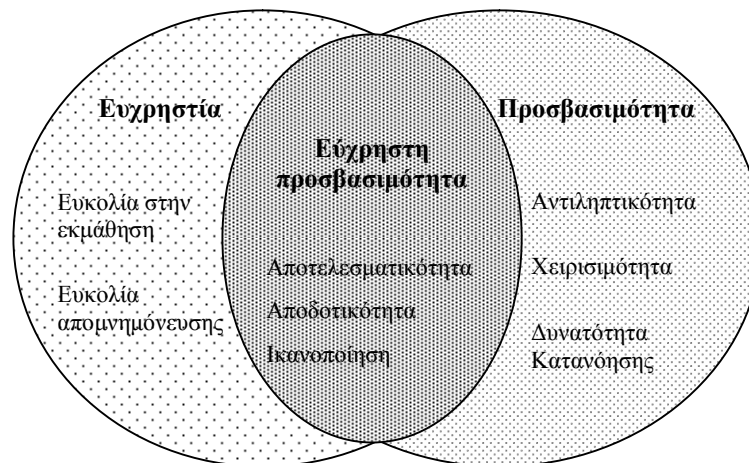 Ευχρηστία
Ευκολία στην
εκμάθηση
Ευκολία
απομνημόνευσης
Εύχρηστη
προσβασιμότητα
Αποτελεσματικότητα
Αποδοτικότητα
Ικανοποίηση
Προσβασιμότητα
Αντιληπτικότητα
Χειρισιμότητα
Δυνατότητα
Κατανόησης